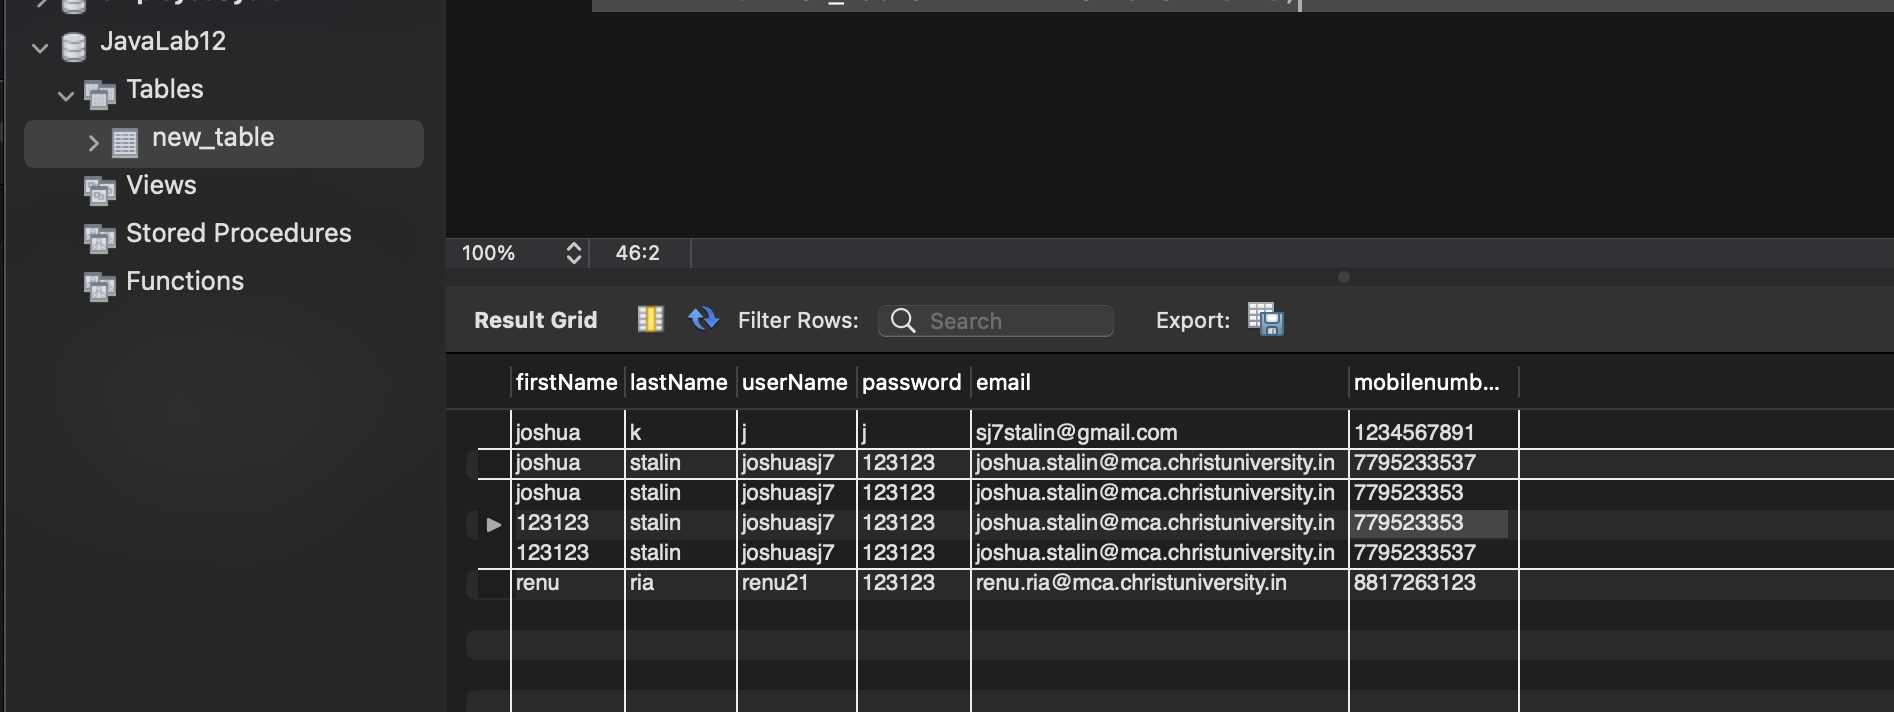 JavaLab12
Tables
new_table
Views
Stored Procedures
Functions
100% 46:2
Result Grid Filter Rows: Search Export:
firstName lastName userName password email mobilenumb...
joshua k j j sj7stalin@gmail.com 1234567891
joshua stalin joshuasj7 123123 joshua.stalin@mca.christuniversity.in 7795233537
joshua stalin joshuasj7 123123 joshua.stalin@mca.christuniversity.in 779523353
123123 stalin joshuasj7 123123 joshua.stalin@mca.christuniversity.in 779523353
123123 stalin joshuasj7 123123 joshua.stalin@mca.christuniversity.in 7795233537
renu ria renu21 123123 renu.ria@mca.christuniversity.in 8817263123